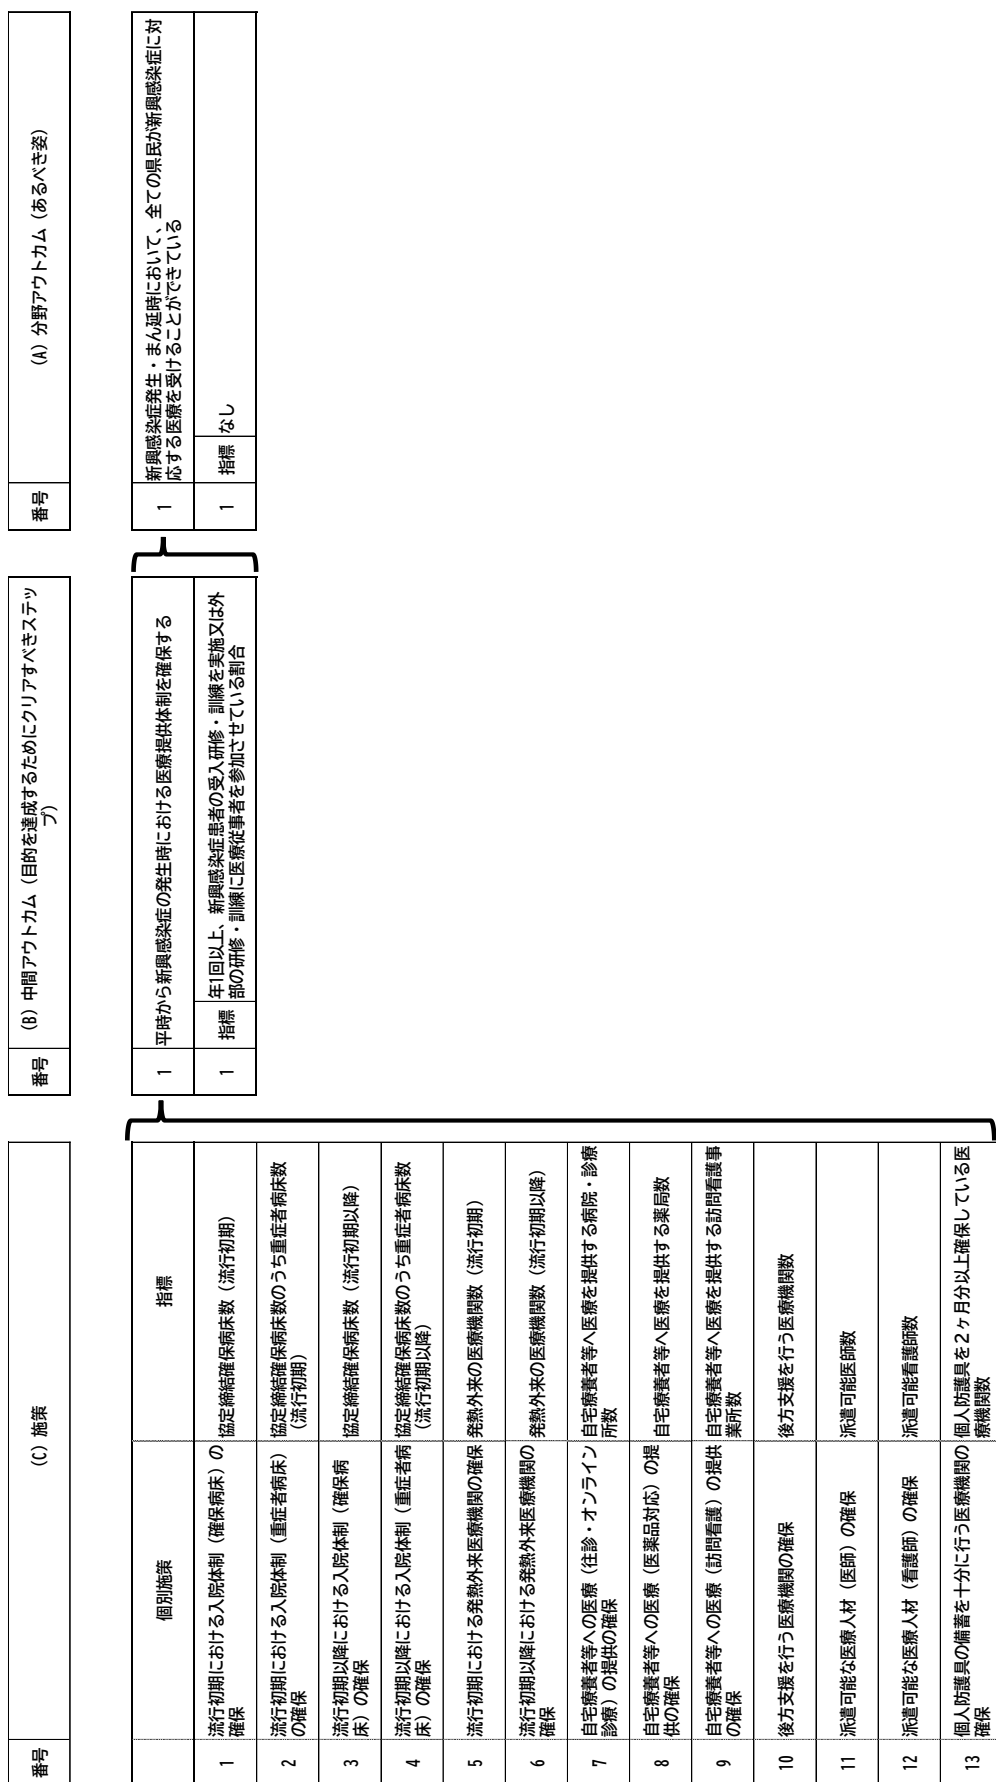 番号
(C) 施策
番号
(B) 中間アウトカム（目的を達成するためにクリアすべきステッ
プ）
番号
(A) 分野アウトカム（あるべき姿）
個別施策
指標
1
流行初期における入院体制（確保病床）の
確保
協定締結確保病床数（流行初期）
2
流行初期における入院体制（重症者病床）
の確保
協定締結確保病床数のうち重症者病床数
（流行初期）
3
流行初期以降における入院体制（確保病
床）の確保
協定締結確保病床数（流行初期以降）
4
流行初期以降における入院体制（重症者病
床）の確保
協定締結確保病床数のうち重症者病床数
（流行初期以降）
5
流行初期における発熱外来医療機関の確保
発熱外来の医療機関数（流行初期）
6
流行初期以降における発熱外来医療機関の
確保
発熱外来の医療機関数（流行初期以降）
7
自宅療養者等への医療（往診・オンライン
診療）の提供の確保
自宅療養者等へ医療を提供する病院・診療
所数
8
自宅療養者等への医療（医薬品対応）の提
供の確保
自宅療養者等へ医療を提供する薬局数
9
自宅療養者等への医療（訪問看護）の提供
の確保
自宅療養者等へ医療を提供する訪問看護事
業所数
10
後方支援を行う医療機関の確保
後方支援を行う医療機関数
11
派遣可能な医療人材（医師）の確保
派遣可能医師数
12
派遣可能な医療人材（看護師）の確保
派遣可能看護師数
13
個人防護具の備蓄を十分に行う医療機関の
確保
個人防護具を２ヶ月分以上確保している医
療機関数
1
平時から新興感染症の発生時における医療提供体制を確保する
1
指標
年1回以上、新興感染症患者の受入研修・訓練を実施又は外
部の研修・訓練に医療従事者を参加させている割合
1
新興感染症発生・まん延時において、全ての県民が新興感染症に対
応する医療を受けることができている
1
指標
なし